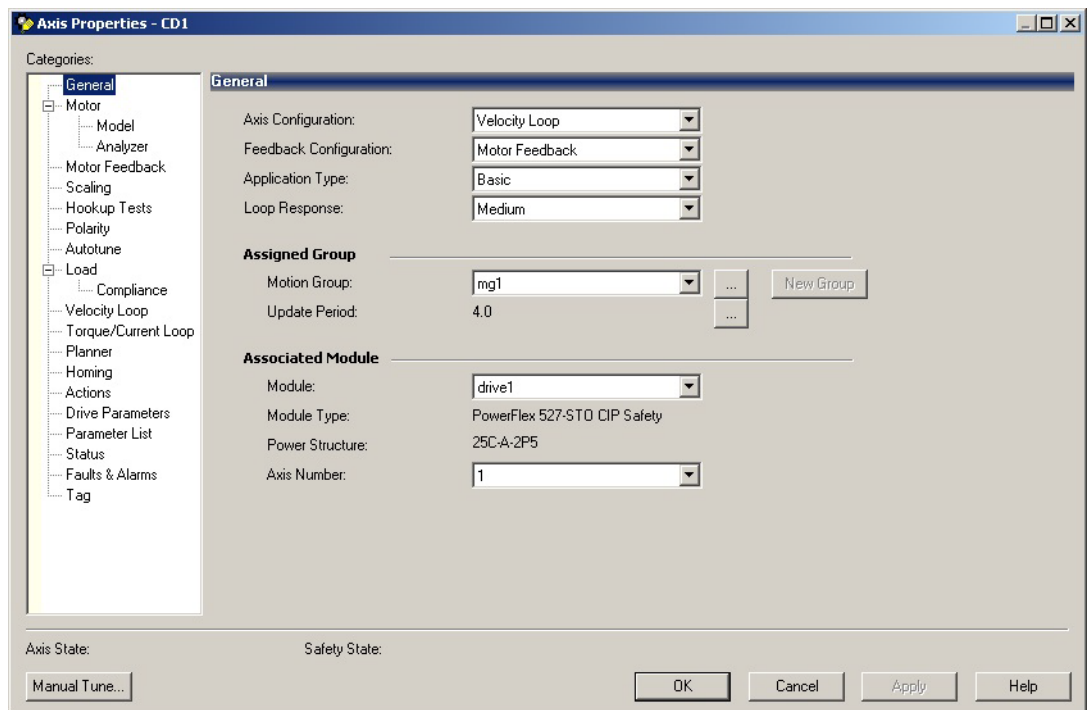 Axis Properties - CD1
Categories:
General
Motor
Model
Analyzer
Motor Feedback
Scaling
Hookup Tests
Polarity
Autotune
Load
Compliance
Velocity Loop
Torque/Current Loop
Planner
Homing
Actions
Drive Parameters
Parameter List
Status
Faults & Alarms
Tag
General
Axis Configuration: Velocity Loop
Feedback Configuration: Motor Feedback
Application Type: Basic
Loop Response: Medium
Assigned Group
Motion Group: mg1 ... New Group
Update Period: 4.0 ...
Associated Module
Module: drive1
Module Type: PowerFlex 527-STO CIP Safety
Power Structure: 25C-A-2P5
Axis Number: 1
Axis State: Safety State:
Manual Tune... OK Cancel Apply Help